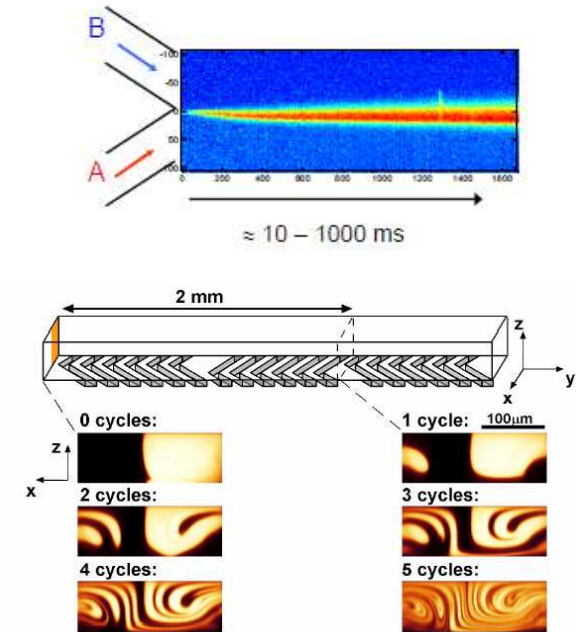 B
A
-100
-50
0
50
100
0 200 400 600 800 1000 1200 1400 1600
≈ 10 – 1000 ms
2 mm
z
y
x
0 cycles:
1 cycle: 100μm
z
x
2 cycles:
3 cycles:
4 cycles:
5 cycles: